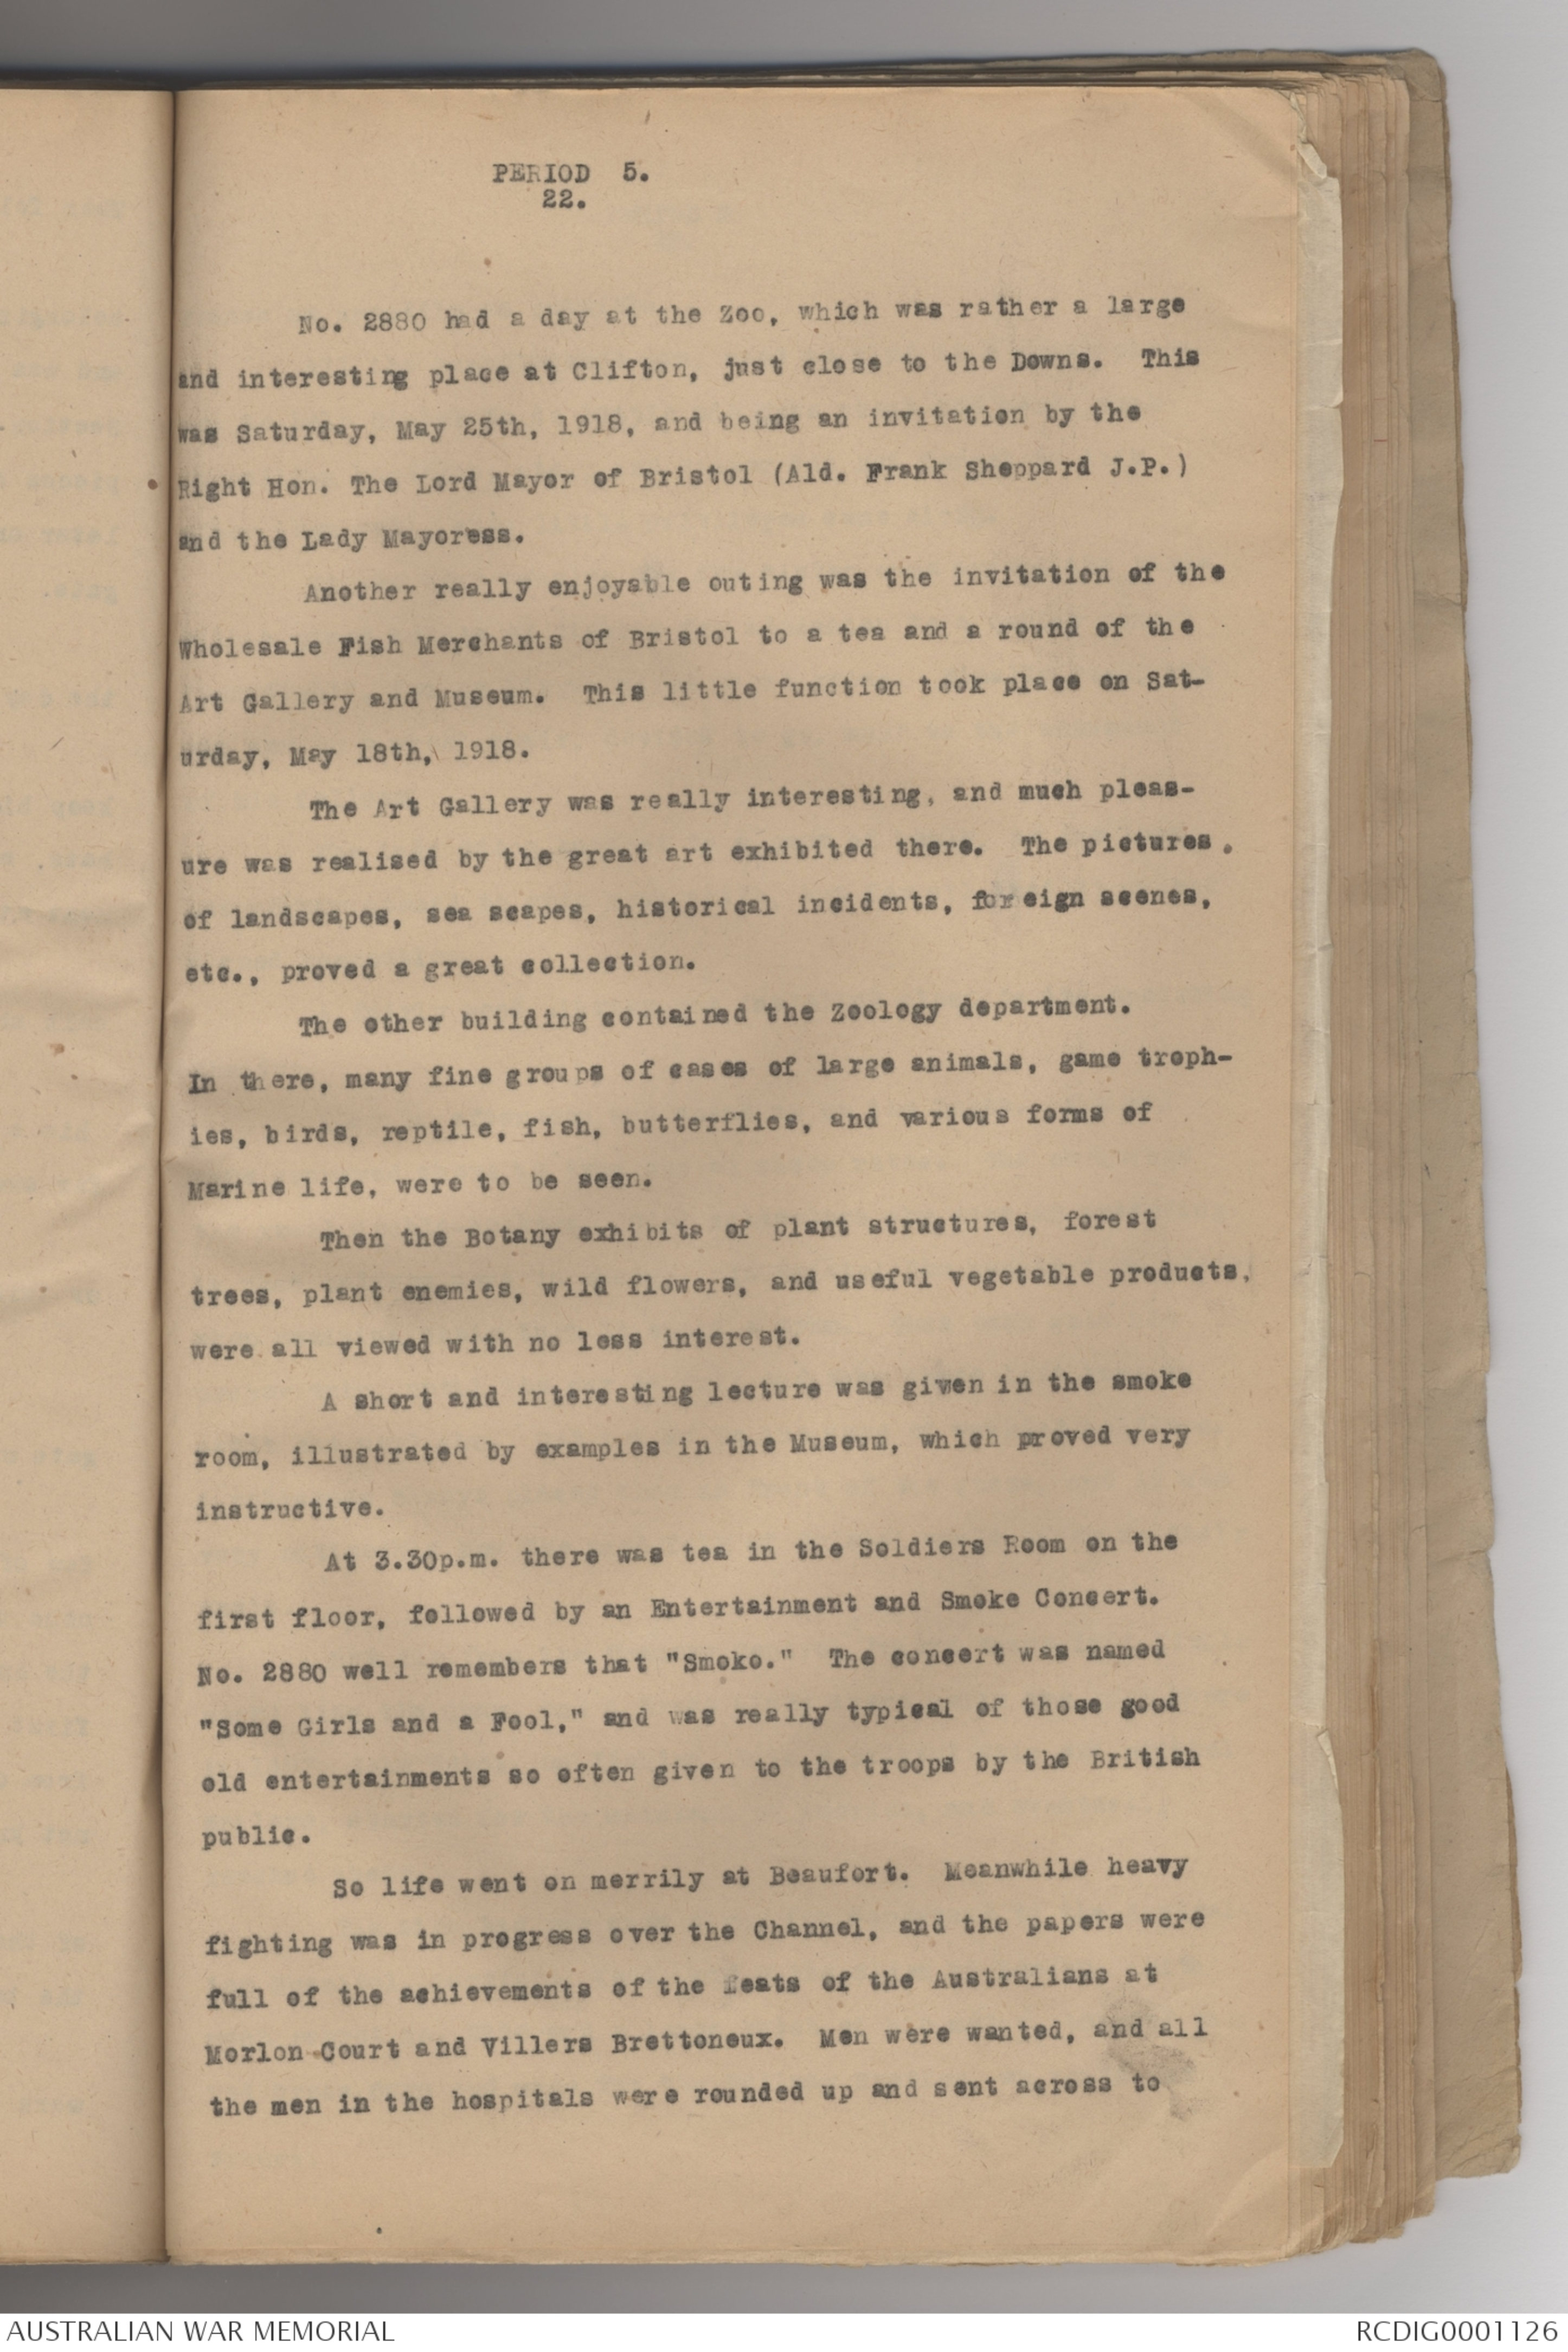 PERIOD 5.
22.
No. 2880 had a day at the Zoo, which was rather a large
and interesting place at Clifton, just close to the Downs. This
was Saturday, May 25th, 1918, and being an invitation by the
Right Hon. The Lord Mayor of Bristol (Ald. Frank Sheppard J.P.)
and the Lady Mayoress.
Another really enjoyable outing was the invitation of the
Wholesale Fish Merchants of Bristol to a tea and a round of the
Art Gallery and Museum. This little function took place on Sat-
urday, May 18th, 1918.
The Art Gallery was really interesting, and much pleas-
ure was realised by the great art exhibited there. The pictures.
of landscapes, sea scapes, historical incidents, foreign scenes,
etc., proved a great collection.
The other building contained the Zoology department.
In there, many fine groups of cases of large animals, game troph-
ies, birds, reptile, fish, butterflies, and various forms of
Marine life, were to be seen.
Then the Botany exhibits of plant structures, forest
trees, plant enemies, wild flowers, and useful vegetable products,
were all viewed with no less interest.
A short and interesting lecture was given in the smoke
room, illustrated by examples in the Museum, which proved very
instructive.
At 3.30p.m. there was tea in the Soldiers Room on the
first floor, followed by an Entertainment and Smoke Concert.
No. 2880 well remembers that "Smoko." The concert was named
"Some Girls and a Fool," and was really typical of those good
old entertainments so often given to the troops by the British
public.
So life went on merrily at Beaufort. Meanwhile heavy
fighting was in progress over the Channel, and the papers were
full of the achievements of the feats of the Australians at
Morlon Court and Villers Brettoneux. Men were wanted, and all
the men in the hospitals were rounded up and sent across to
AUSTRALIAN WAR MEMORIAL
RCDIG0001126